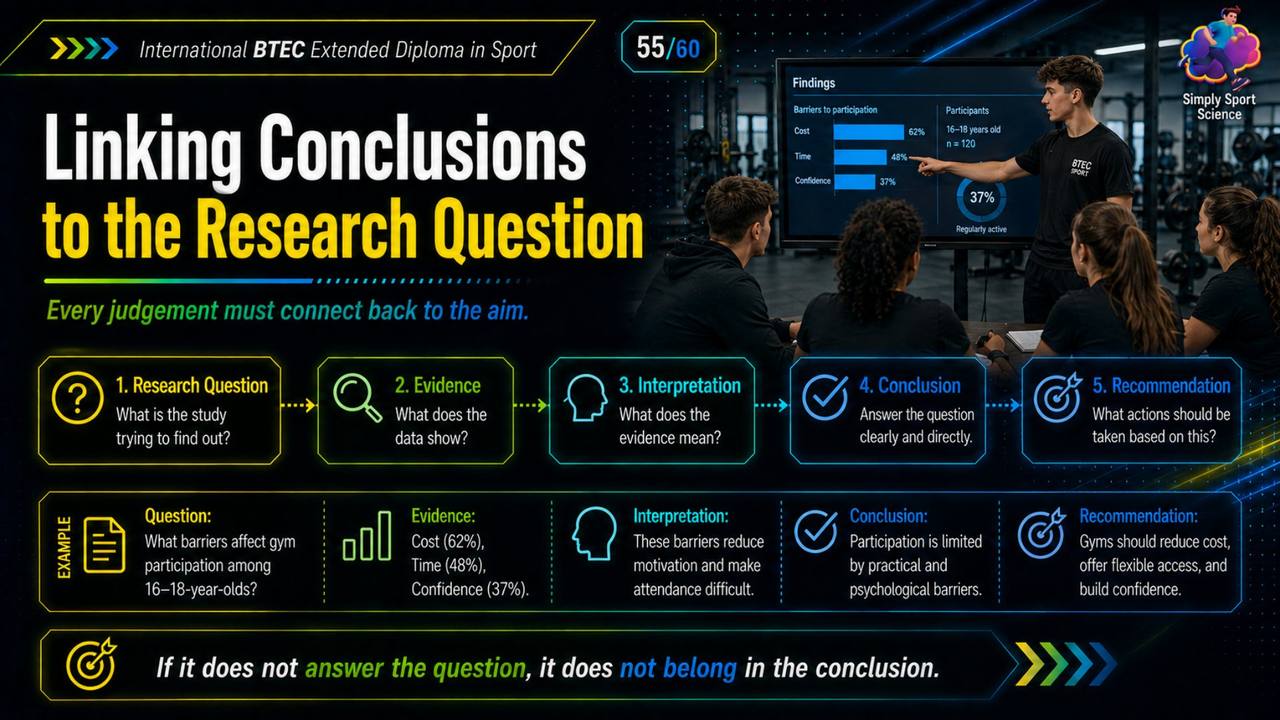 International BTEC Extended Diploma in Sport
55/60
Simply Sport
Science
Linking Conclusions
to the Research Question
Every judgement must connect back to the aim.
Findings
Barriers to participation
Cost 62%
Time 48%
Confidence 37%
Participants
16–18 years old
n = 120
37%
Regularly active
BTEC
SPORT
1. Research Question
What is the study
trying to find out?
2. Evidence
What does the
data show?
3. Interpretation
What does the
evidence mean?
4. Conclusion
Answer the question
clearly and directly.
5. Recommendation
What actions should be
taken based on this?
EXAMPLE
Question:
What barriers affect gym
participation among
16–18-year-olds?
Evidence:
Cost (62%),
Time (48%),
Confidence (37%).
Interpretation:
These barriers reduce
motivation and make
attendance difficult.
Conclusion:
Participation is limited
by practical and
psychological barriers.
Recommendation:
Gyms should reduce cost,
offer flexible access, and
build confidence.
If it does not answer the question, it does not belong in the conclusion.